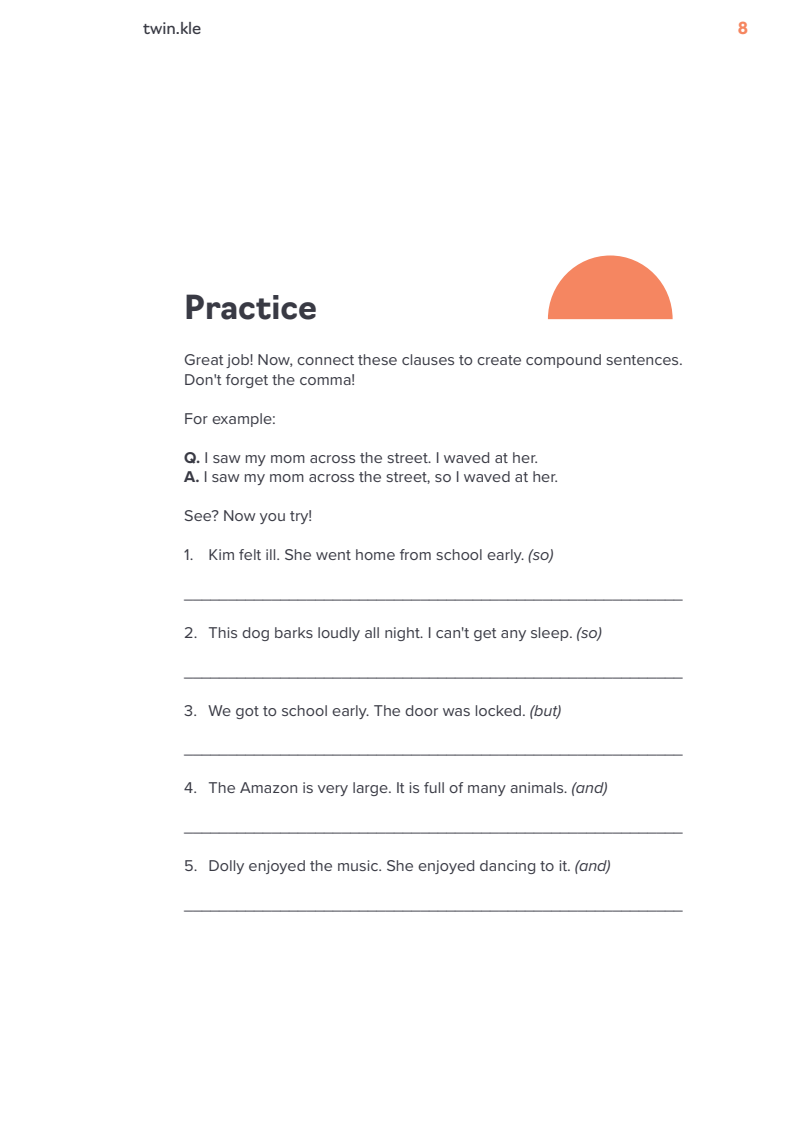 twin.kle
8
Practice
Great job! Now, connect these clauses to create compound sentences.
Don't forget the comma!
For example:
Q. I saw my mom across the street. I waved at her.
A. I saw my mom across the street, so I waved at her.
See? Now you try!
1. Kim felt ill. She went home from school early. (so)
2. This dog barks loudly all night. I can't get any sleep. (so)
3. We got to school early. The door was locked. (but)
4. The Amazon is very large. It is full of many animals. (and)
5. Dolly enjoyed the music. She enjoyed dancing to it. (and)